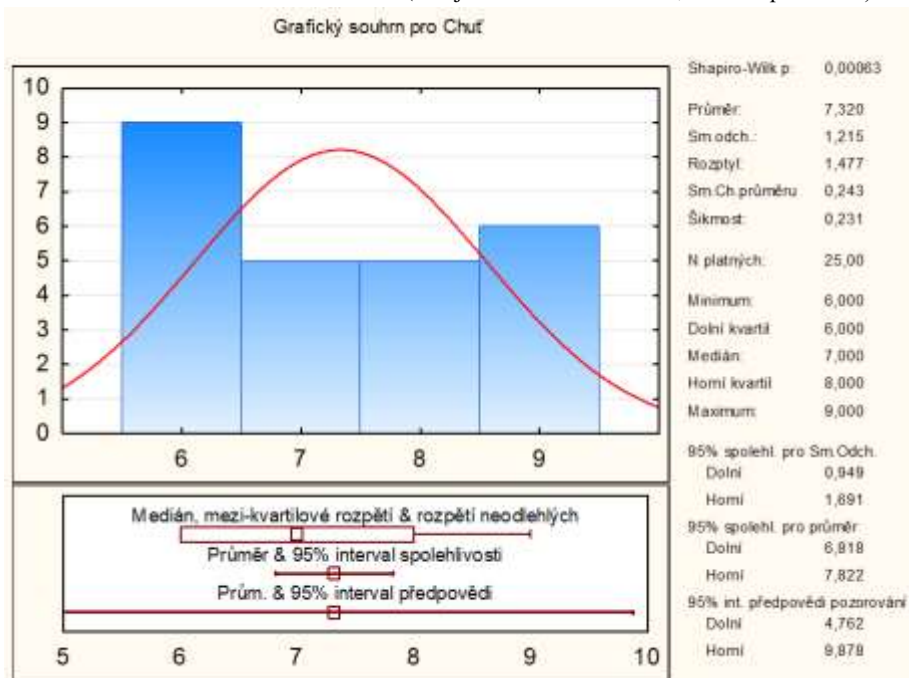 Grafický souhrn pro Chuť
10
9
8
7
6
5
4
3
2
1
0
6 7 8 9
Medián, mezi-kvartilové rozpětí & rozpětí neodlehlých
Průměr & 95% interval spolehlivosti
Prům. & 95% interval předpovědi
5 6 7 8 9 10
Shapiro-Wilk p: 0,00063
Průměr: 7,320
Sm.odch.: 1,215
Rozptyl: 1,477
Sm.Ch.průměru 0,243
Šikmost: 0,231
N platných: 25,00
Minimum: 6,000
Dolní kvartil 6,000
Medián: 7,000
Horní kvartil 8,000
Maximum: 9,000
95% spolehl. pro Sm.Odch.
Dolní 0,949
Horní 1,691
95% spolehl. pro průměr
Dolní 6,818
Horní 7,822
95% int. předpovědi pozorování
Dolní 4,762
Horní 9,878